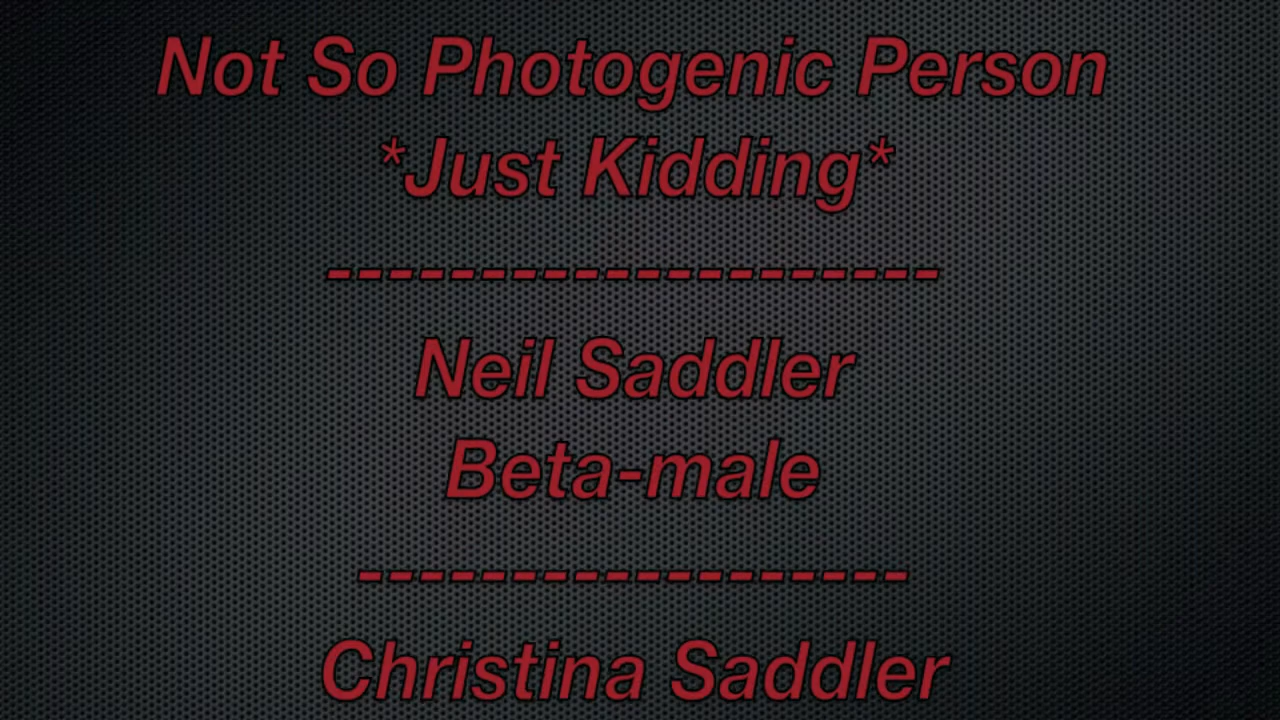 Not So Photogenic Person
*Just Kidding*
--------------------
Neil Saddler
Beta-male
------------------
Christina Saddler